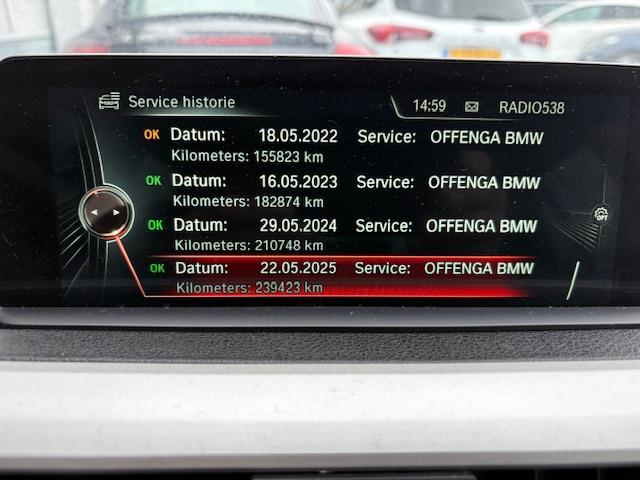 Service historie
14:59 RADIO538
OK Datum: 18.05.2022 Service: OFFENGA BMW
Kilometers: 155823 km
OK Datum: 16.05.2023 Service: OFFENGA BMW
Kilometers: 182874 km
OK Datum: 29.05.2024 Service: OFFENGA BMW
Kilometers: 210748 km
OK Datum: 22.05.2025 Service: OFFENGA BMW
Kilometers: 239423 km